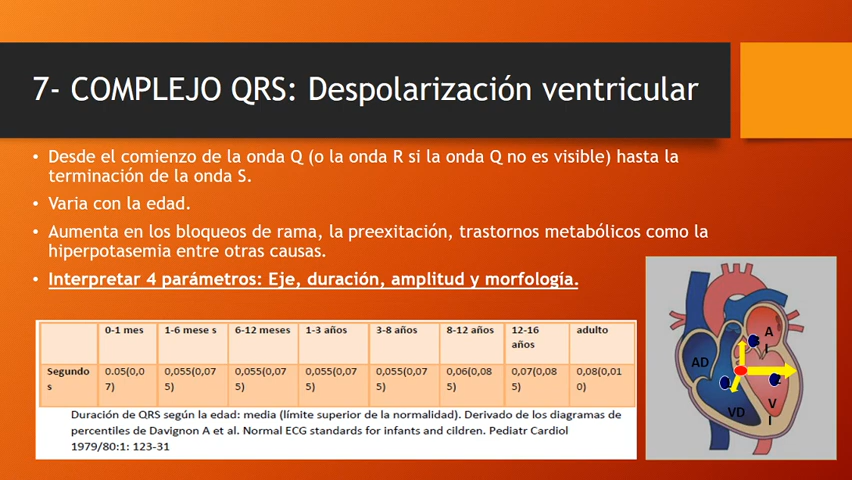 7- COMPLEJO QRS: Despolarización ventricular
• Desde el comienzo de la onda Q (o la onda R si la onda Q no es visible) hasta la
terminación de la onda S.
• Varia con la edad.
• Aumenta en los bloqueos de rama, la preexitación, trastornos metabólicos como la
hiperpotasemia entre otras causas.
• Interpretar 4 parámetros: Eje, duración, amplitud y morfología.
0-1 mes 1-6 mese s 6-12 meses 1-3 años 3-8 años 8-12 años 12-16 adulto
años
Segundo 0.05(0,0 0,055(0,07 0,055(0,07 0,055(0,07 0,055(0,07 0,06(0,0 0,07(0,08 0,08(0,01
s 7) 5) 5) 5) 5) 85) 5) 0)
Duración de QRS según la edad: media (límite superior de la normalidad). Derivado de los diagramas de
percentiles de Davignon A et al. Normal ECG standards for infants and cildren. Pediatr Cardiol
1979/80:1: 123-31
A
I
AD
V
I
VD